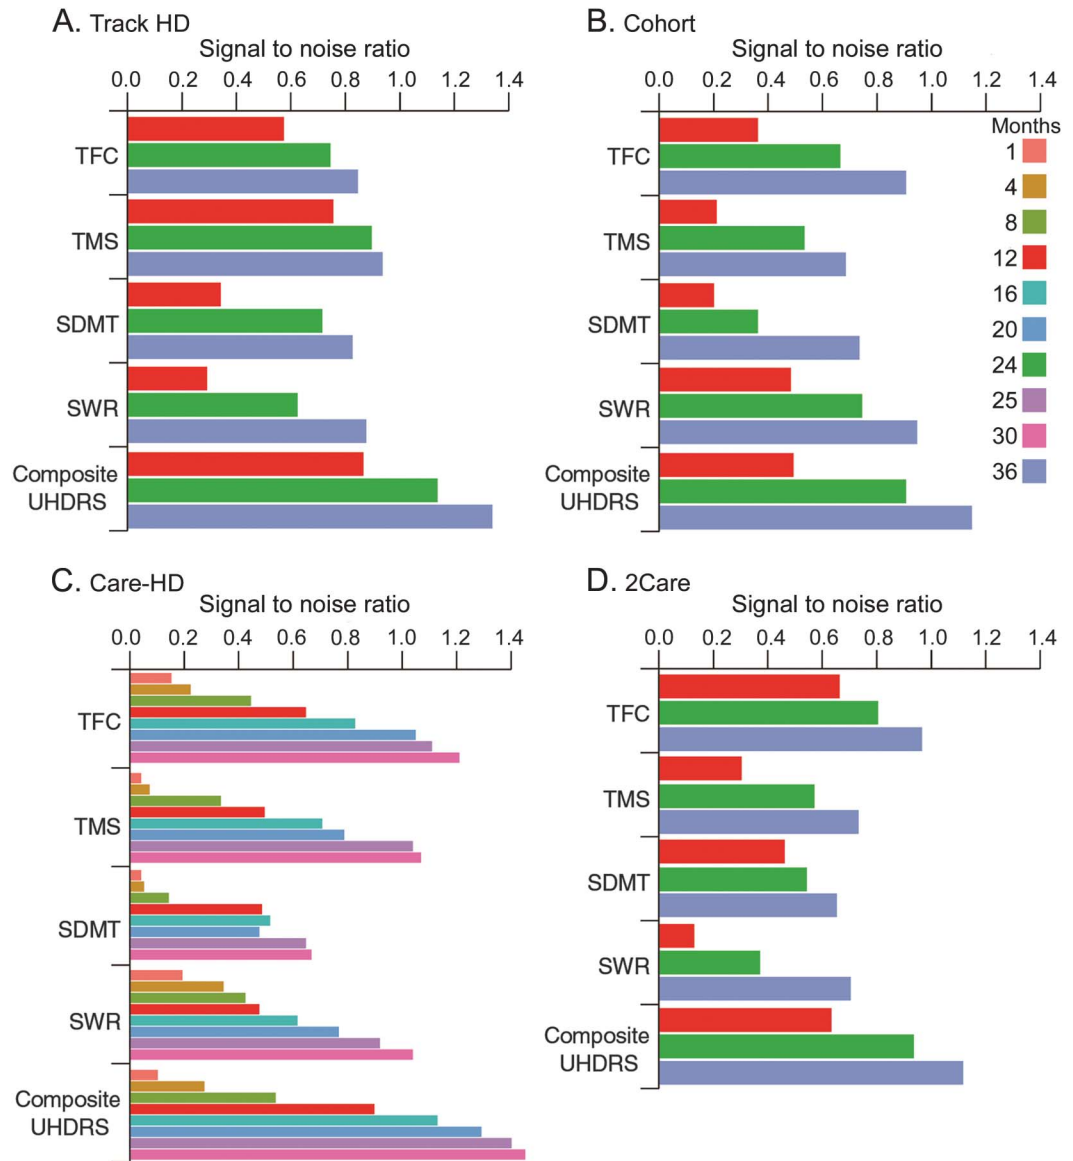 A. Track HD
Signal to noise ratio
0.0 0.2 0.4 0.6 0.8 1.0 1.2 1.4
TFC
TMS
SDMT
SWR
Composite
UHDRS
B. Cohort
Signal to noise ratio
0.0 0.2 0.4 0.6 0.8 1.0 1.2 1.4
TFC
TMS
SDMT
SWR
Composite
UHDRS
Months
1
4
8
12
16
20
24
25
30
36
C. Care-HD
Signal to noise ratio
0.0 0.2 0.4 0.6 0.8 1.0 1.2 1.4
TFC
TMS
SDMT
SWR
Composite
UHDRS
D. 2Care
Signal to noise ratio
0.0 0.2 0.4 0.6 0.8 1.0 1.2 1.4
TFC
TMS
SDMT
SWR
Composite
UHDRS